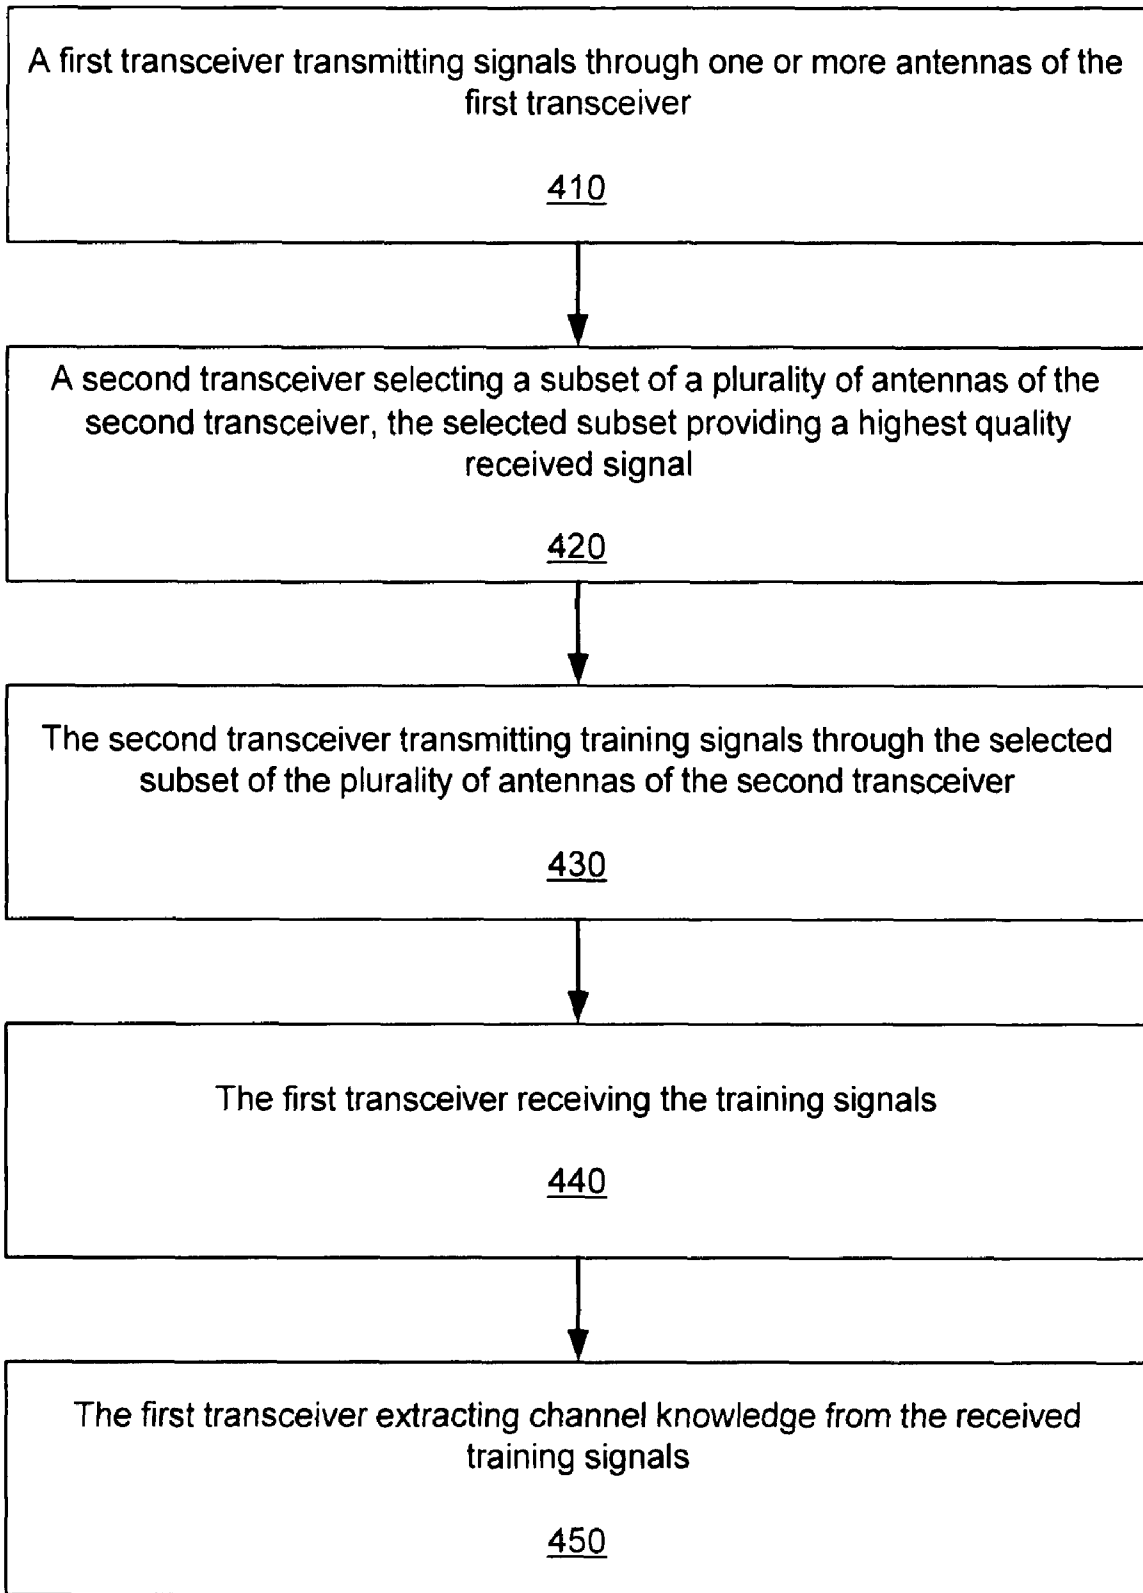 A first transceiver transmitting signals through one or more antennas of the
first transceiver
410
A second transceiver selecting a subset of a plurality of antennas of the
second transceiver, the selected subset providing a highest quality
received signal
420
The second transceiver transmitting training signals through the selected
subset of the plurality of antennas of the second transceiver
430
The first transceiver receiving the training signals
440
The first transceiver extracting channel knowledge from the received
training signals
450